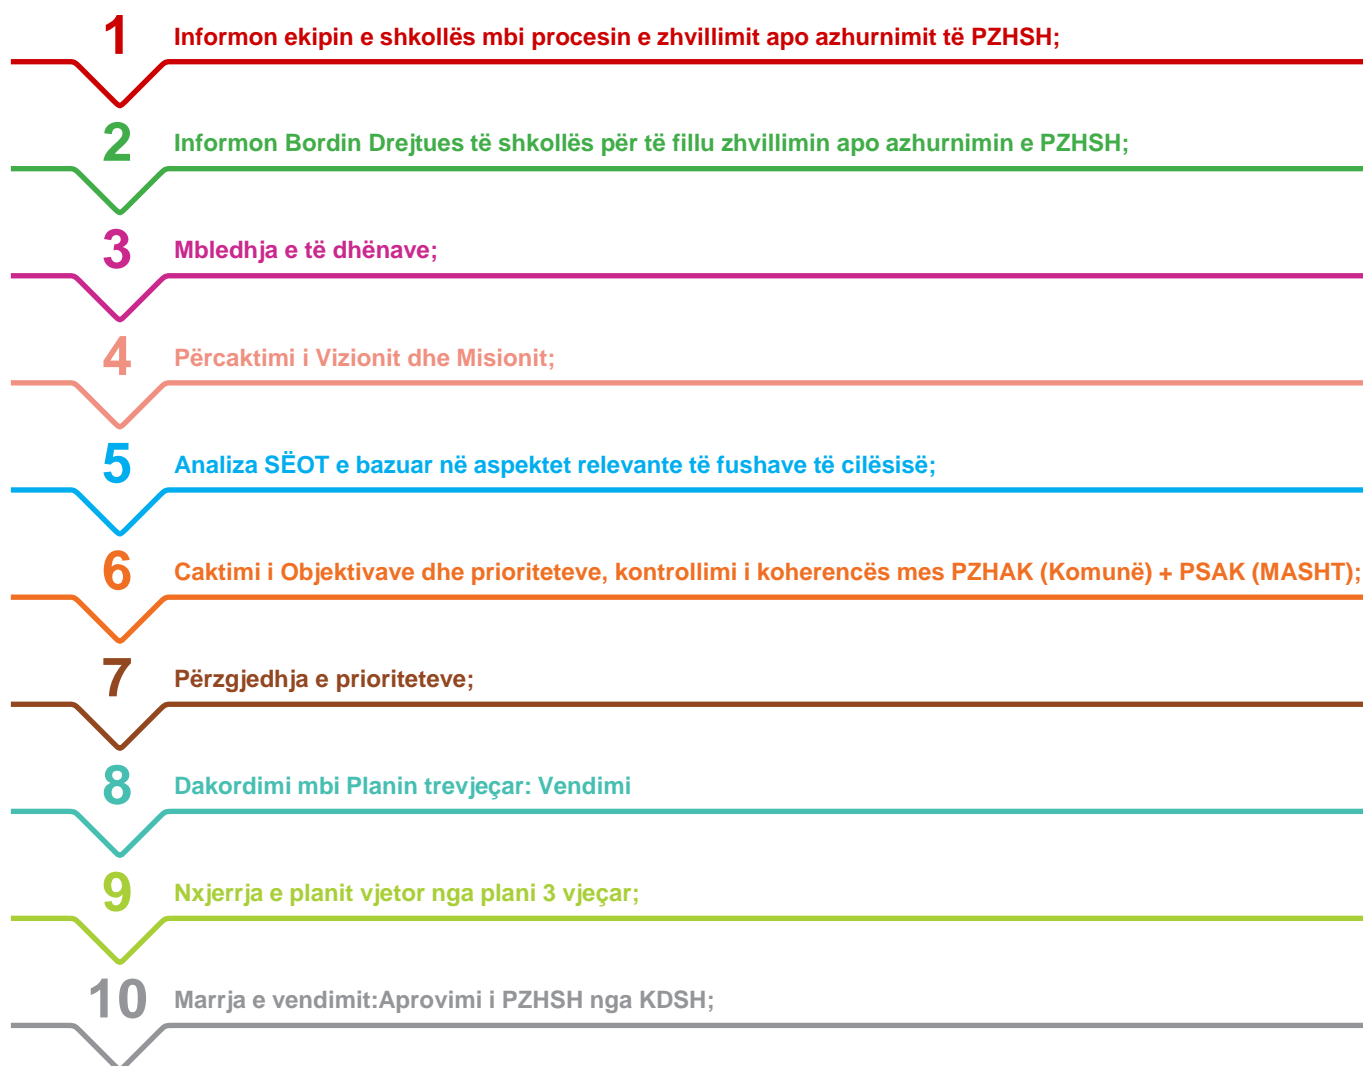 1 Informon ekipin e shkollës mbi procesin e zhvillimit apo azhurnimit të PZHSH;
2 Informon Bordin Drejtues të shkollës për të fillu zhvillimin apo azhurnimin e PZHSH;
3 Mbledhja e të dhënave;
4 Përcaktimi i Vizionit dhe Misionit;
5 Analiza SËOT e bazuar në aspektet relevante të fushave të cilësisë;
6 Caktimi i Objektivave dhe prioriteteve, kontrollimi i koherencës mes PZHAK (Komunë) + PSAK (MASHT);
7 Përzgjedhja e prioriteteve;
8 Dakordimi mbi Planin trevjeçar: Vendimi
9 Nxjerrja e planit vjetor nga plani 3 vjeçar;
10 Marrja e vendimit:Aprovimi i PZHSH nga KDSH;